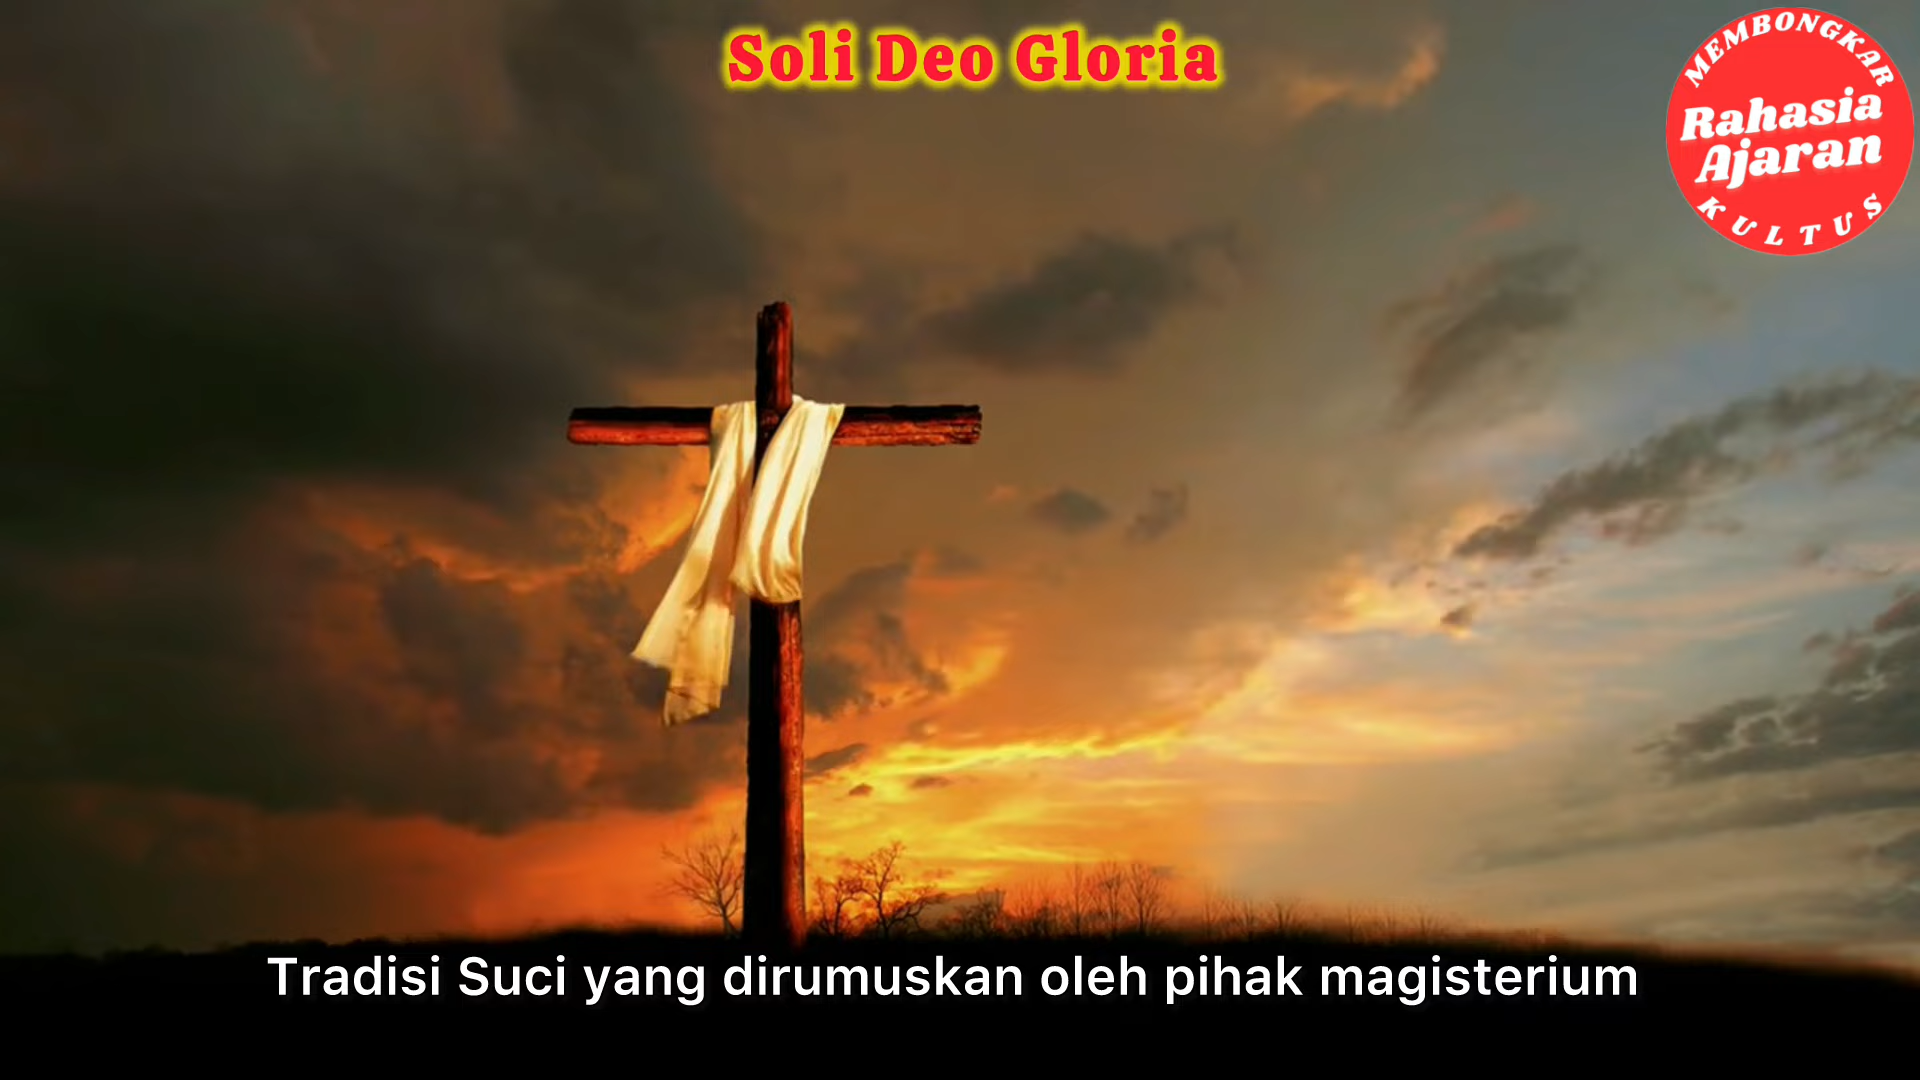 Soli Deo Gloria
MEMBONGKAR
Rahasia
Ajaran
KULTUS
Tradisi Suci yang dirumuskan oleh pihak magisterium